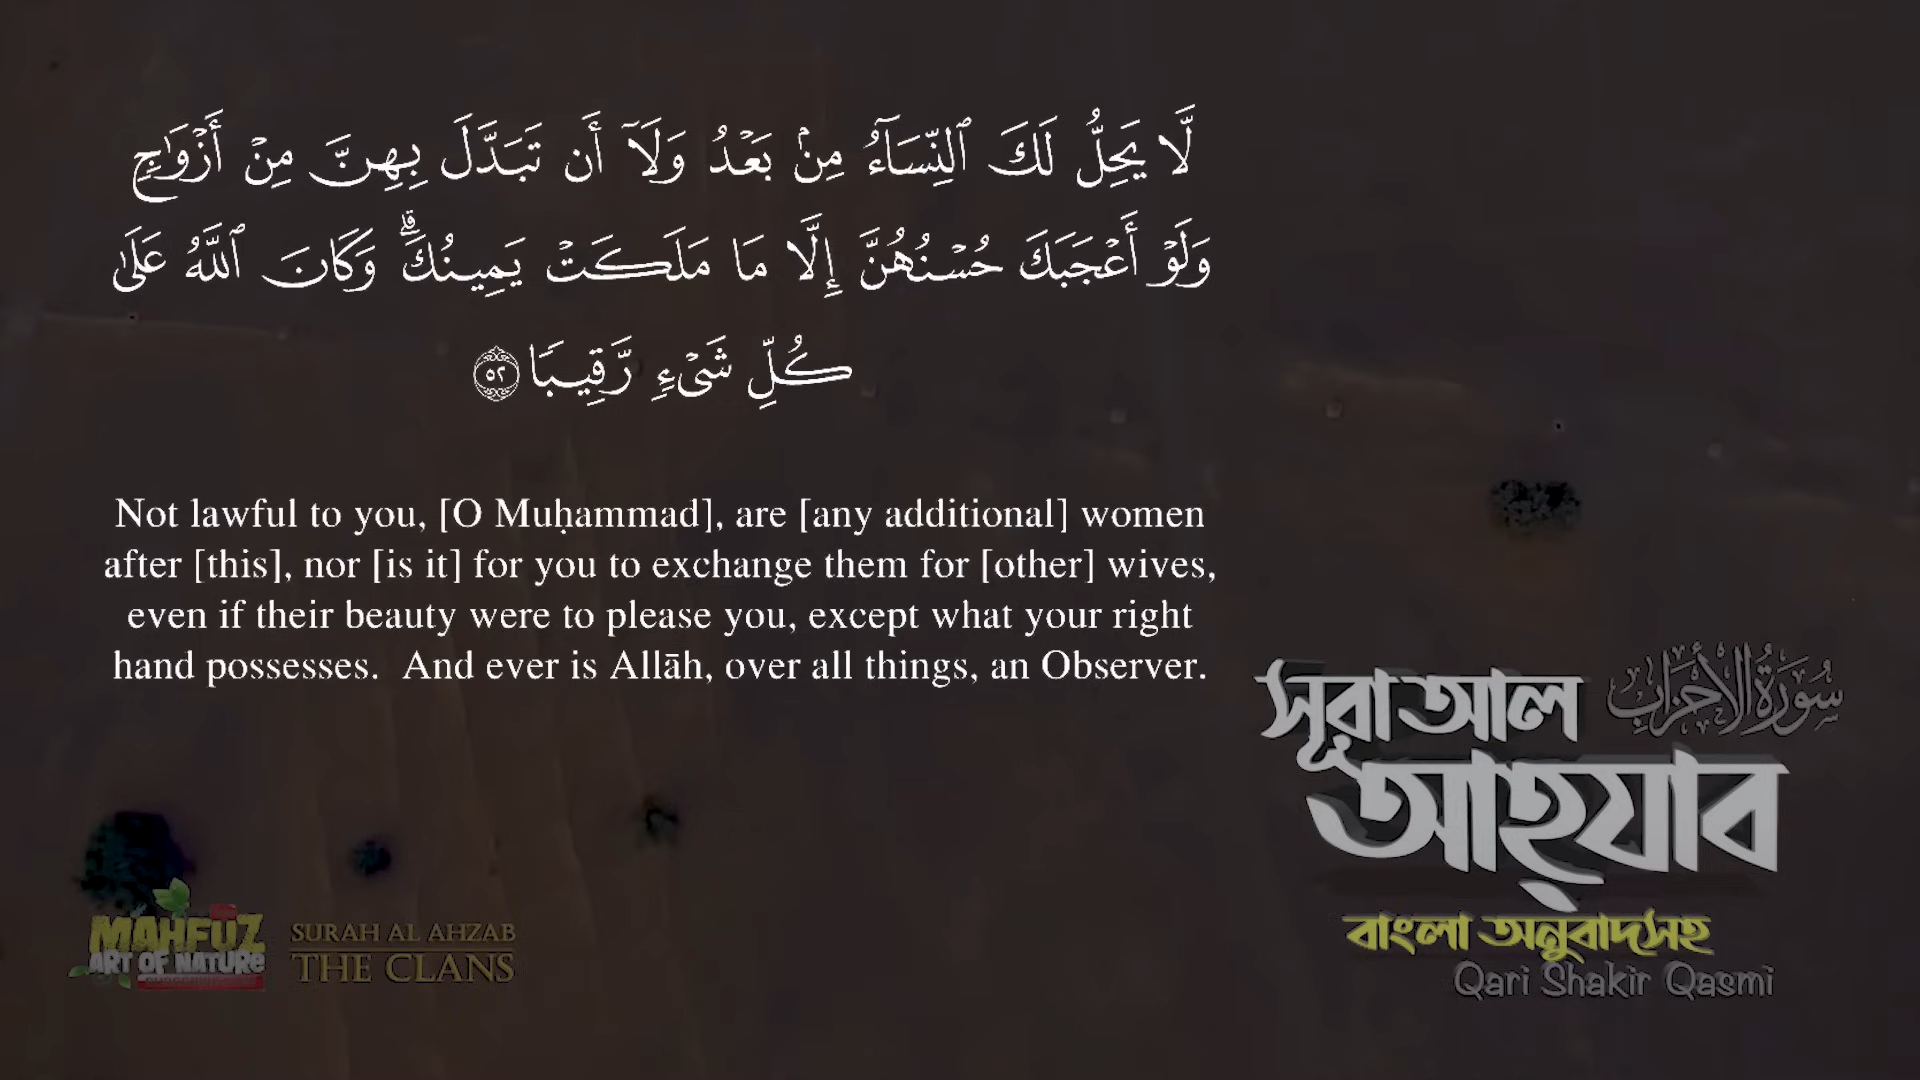 لَّا يَحِلُّ لَكَ ٱلنِّسَآءُ مِنۢ بَعْدُ وَلَآ أَن تَبَدَّلَ بِهِنَّ مِنْ أَزْوَٰجٍ
وَلَوْ أَعْجَبَكَ حُسْنُهُنَّ إِلَّا مَا مَلَكَتْ يَمِينُكَ ۗ وَكَانَ ٱللَّهُ عَلَىٰ
كُلِّ شَىْءٍ رَّقِيبًا ٥٢
Not lawful to you, [O Muḥammad], are [any additional] women
after [this], nor [is it] for you to exchange them for [other] wives,
even if their beauty were to please you, except what your right
hand possesses.  And ever is Allāh, over all things, an Observer.
সূরা আল
سُورَةُ الأَحْزَابِ
আহযাব
বাংলা অনুবাদসহ
Qari Shakir Qasmi
MAHFUZ
ART OF NATURE
SURAH AL AHZAB
THE CLANS